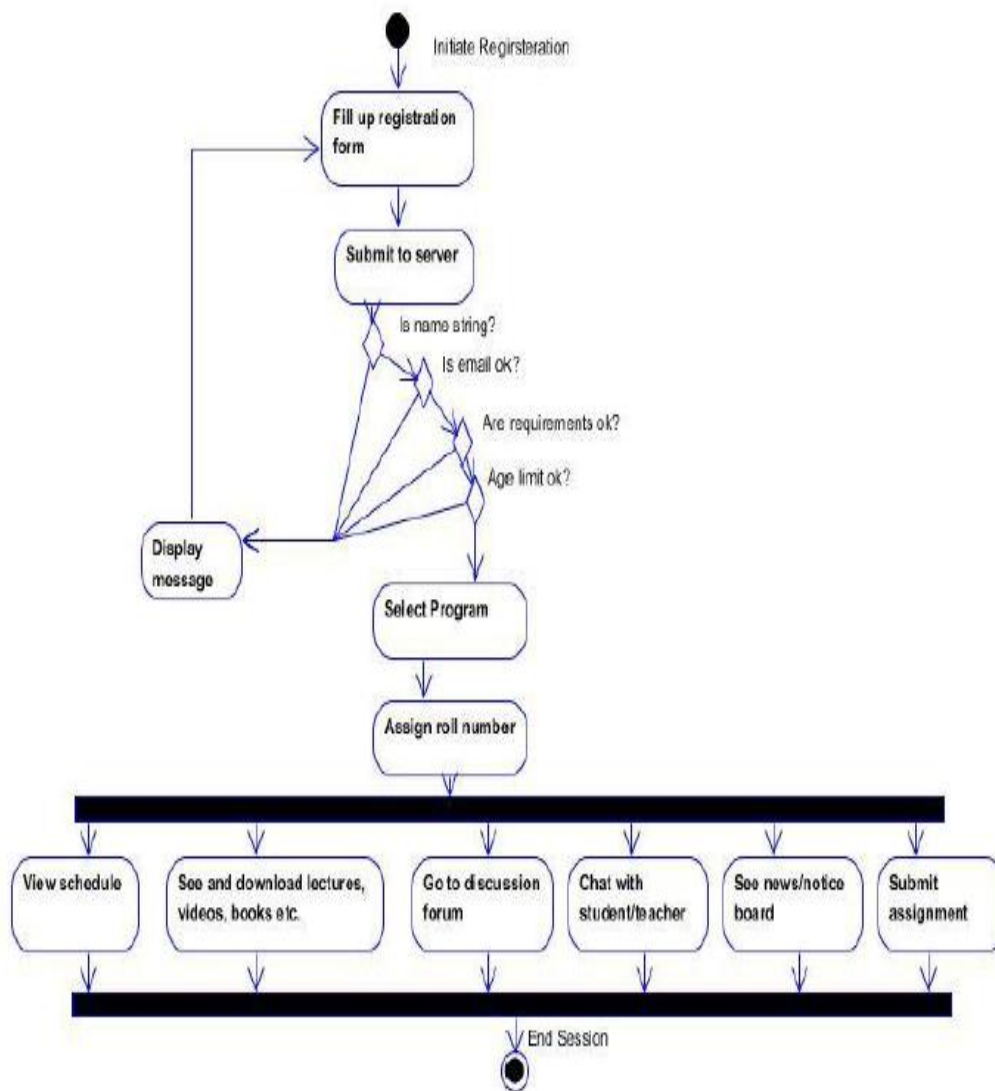 Initiate Regirsteration
Fill up registration
form
Submit to server
Is name string?
Is email ok?
Are requirements ok?
Age limit ok?
Display
message
Select Program
Assign roll number
View schedule
See and download lectures,
videos, books etc.
Go to discussion
forum
Chat with
student/teacher
See news/notice
board
Submit
assignment
End Session